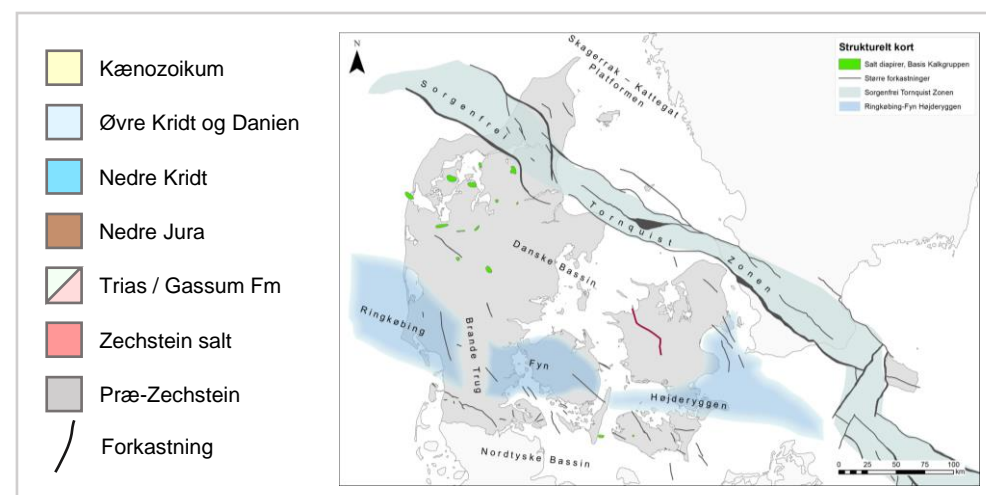 Kænozoikum
Øvre Kridt og Danien
Nedre Kridt
Nedre Jura
Trias / Gassum Fm
Zechstein salt
Præ-Zechstein
Forkastning
N
Skagerrak – Kattegat
Platformen
Sorgenfrei
Tornquist
Zonen
Danske Bassin
Ringkøbing
Brande Trug
Fyn
Højderyggen
Nordtyske Bassin
Strukturelt kort
Salt diapirer, Basis Kalkgruppen
Større forkastninger
Sorgenfrei Tornquist Zonen
Ringkøbing-Fyn Højderyggen
0 25 50 75 100
km